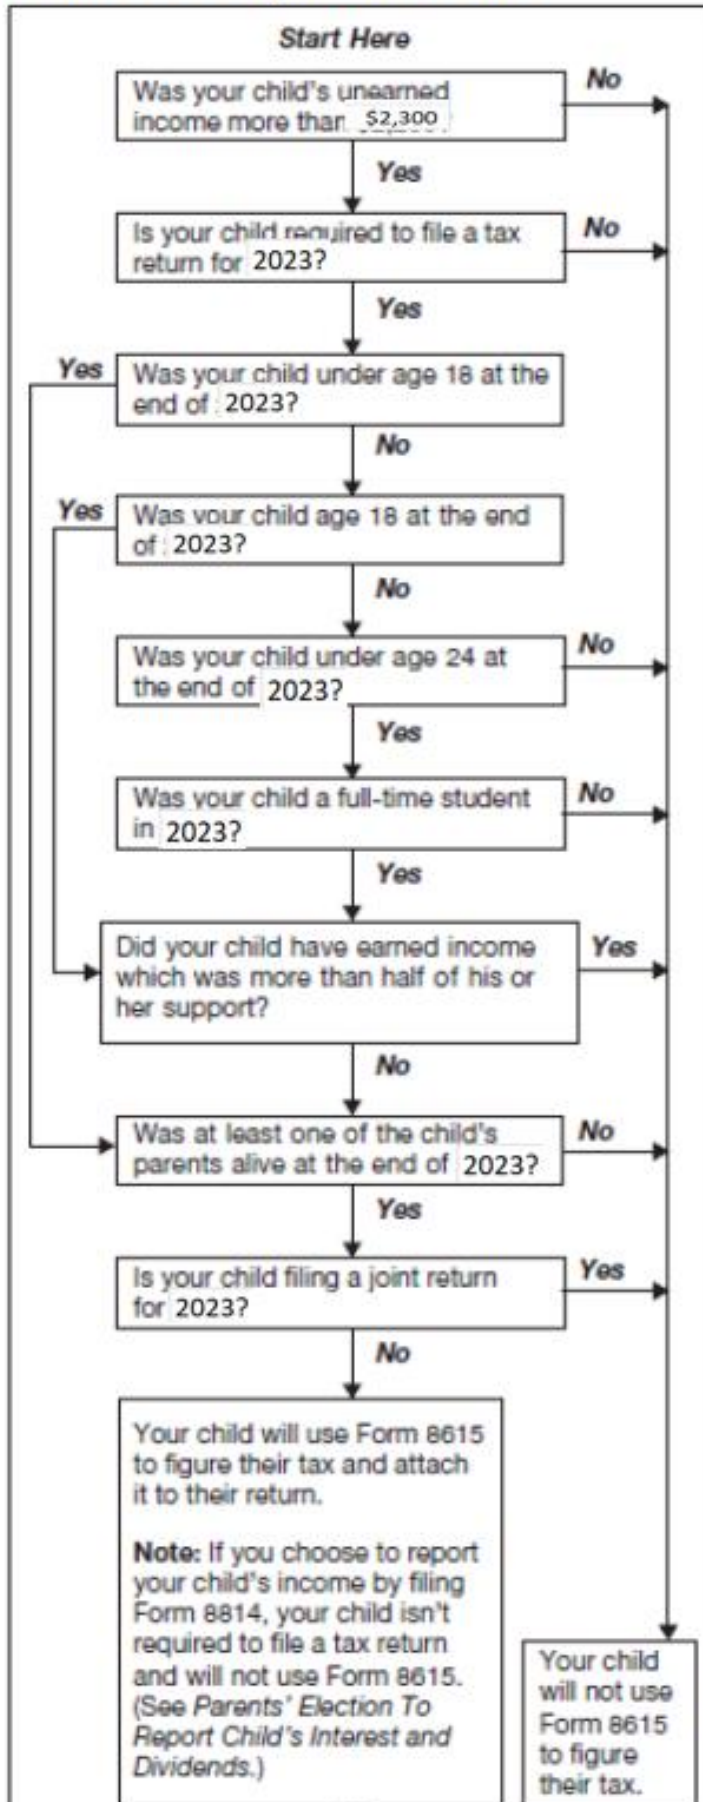 Start Here
Was your child's unearned
income more than $2,300
No
Yes
Is your child required to file a tax
return for 2023?
No
Yes
Yes
Was your child under age 18 at the
end of 2023?
No
Yes
Was your child age 18 at the end
of 2023?
No
Was your child under age 24 at
the end of 2023?
No
Yes
Was your child a full-time student
in 2023?
No
Yes
Did your child have earned income
which was more than half of his or
her support?
Yes
No
Was at least one of the child's
parents alive at the end of 2023?
No
Yes
Is your child filing a joint return
for 2023?
Yes
No
Your child will use Form 8615
to figure their tax and attach
it to their return.
Note: If you choose to report
your child's income by filing
Form 8814, your child isn't
required to file a tax return
and will not use Form 8615.
(See Parents' Election To
Report Child's Interest and
Dividends.)
Your child
will not use
Form 8615
to figure
their tax.